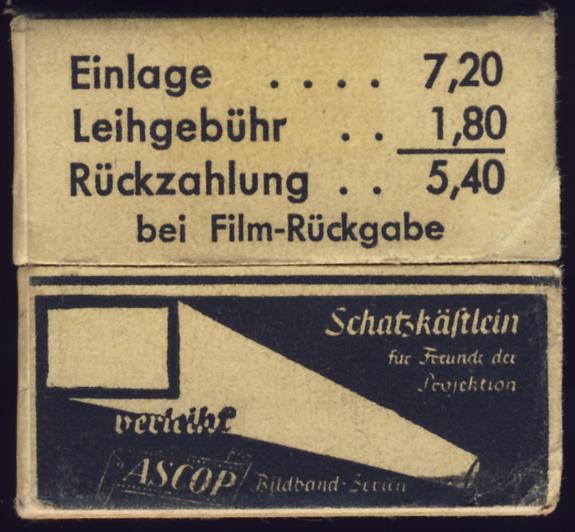 Einlage .... 7,20
Leihgebühr .. 1,80
Rückzahlung .. 5,40
bei Film-Rückgabe
Schatzkäſtlein
für Freunde der
Projektion
verleiht
ASCOP Bildband-Serien